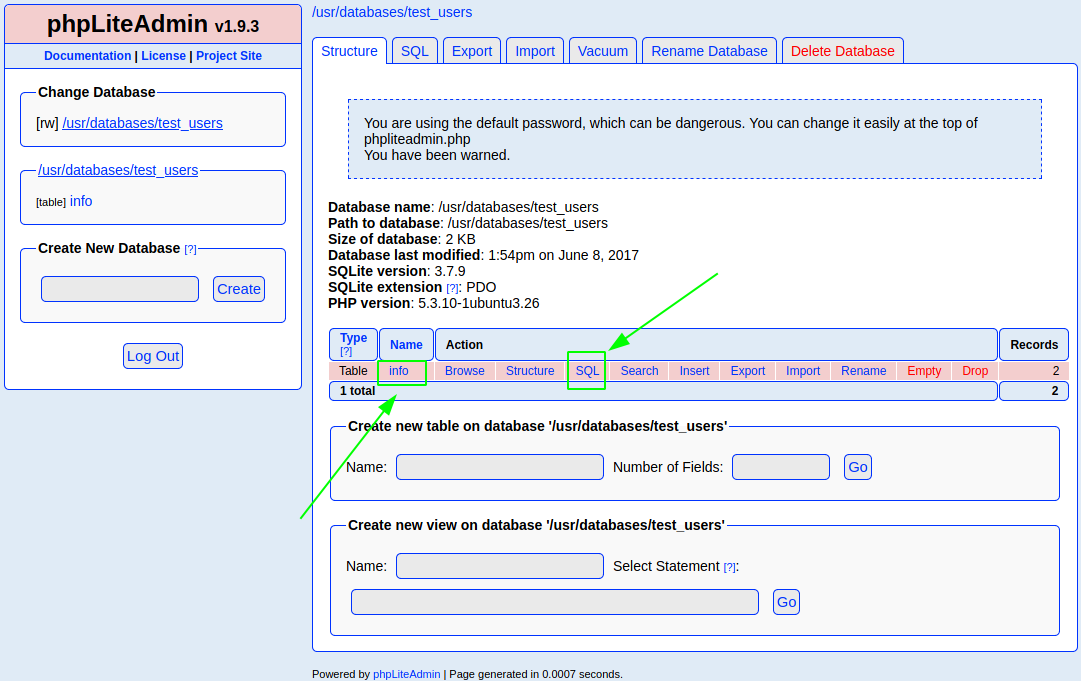 phpLiteAdmin v1.9.3
Documentation | License | Project Site
Change Database
[rw] /usr/databases/test_users
/usr/databases/test_users
[table] info
Create New Database [?]
Create
Log Out
/usr/databases/test_users
Structure SQL Export Import Vacuum Rename Database Delete Database
You are using the default password, which can be dangerous. You can change it easily at the top of
phpliteadmin.php
You have been warned.
Database name: /usr/databases/test_users
Path to database: /usr/databases/test_users
Size of database: 2 KB
Database last modified: 1:54pm on June 8, 2017
SQLite version: 3.7.9
SQLite extension [?]: PDO
PHP version: 5.3.10-1ubuntu3.26
Type [?] Name Action Records
Table info Browse Structure SQL Search Insert Export Import Rename Empty Drop 2
1 total 2
Create new table on database '/usr/databases/test_users'
Name: Number of Fields: Go
Create new view on database '/usr/databases/test_users'
Name: Select Statement [?]:
Go
Powered by phpLiteAdmin | Page generated in 0.0007 seconds.